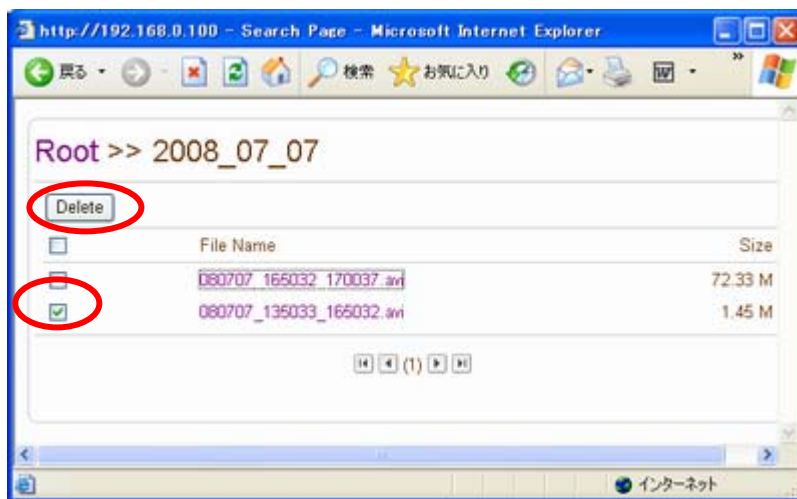 http://192.168.0.100 - Search Page - Microsoft Internet Explorer
戻る 検索 お気に入り W »
Root >> 2008_07_07
Delete
File Name Size
080707_165032_170037.avi 72.33 M
080707_135033_165032.avi 1.45 M
(1)
インターネット